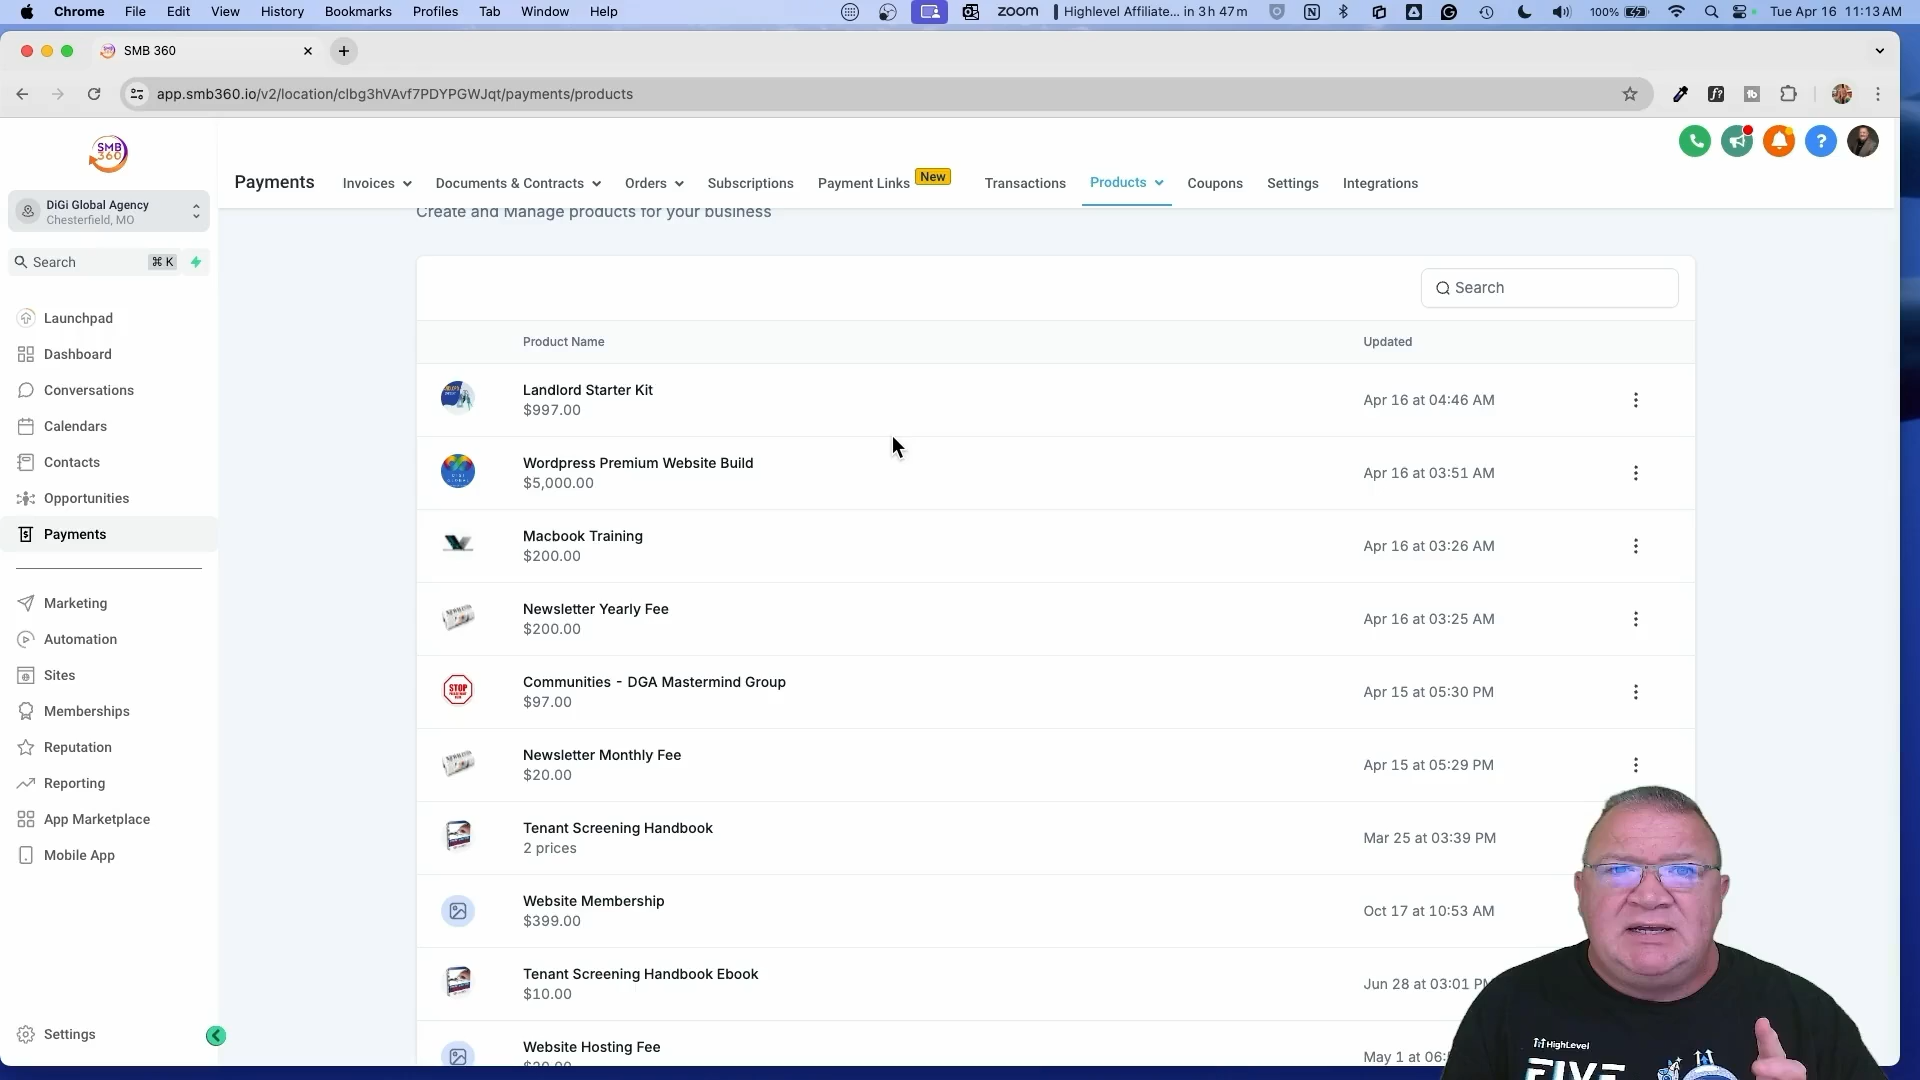 Chrome File Edit View History Bookmarks Profiles Tab Window Help zoom Highlevel Affiliate... in 3h 47m 100% Tue Apr 16 11:13 AM
SMB 360
app.smb360.io/v2/location/clbg3hVAvf7PDYPGWJqt/payments/products
SMB
360
DiGi Global Agency
Chesterfield, MO
Search ⌘ K
Launchpad
Dashboard
Conversations
Calendars
Contacts
Opportunities
Payments
Marketing
Automation
Sites
Memberships
Reputation
Reporting
App Marketplace
Mobile App
Settings
Payments Invoices Documents & Contracts Orders Subscriptions Payment Links New Transactions Products Coupons Settings Integrations
Create and Manage products for your business
Search
Product Name Updated
Landlord Starter Kit
$997.00
Apr 16 at 04:46 AM
Wordpress Premium Website Build
$5,000.00
Apr 16 at 03:51 AM
Macbook Training
$200.00
Apr 16 at 03:26 AM
Newsletter Yearly Fee
$200.00
Apr 16 at 03:25 AM
STOP
Communities - DGA Mastermind Group
$97.00
Apr 15 at 05:30 PM
Newsletter Monthly Fee
$20.00
Apr 15 at 05:29 PM
Tenant Screening Handbook
2 prices
Mar 25 at 03:39 PM
Website Membership
$399.00
Oct 17 at 10:53 AM
Tenant Screening Handbook Ebook
$10.00
Jun 28 at 03:01 PM
Website Hosting Fee
May 1 at 06:
HighLevel
FIVE